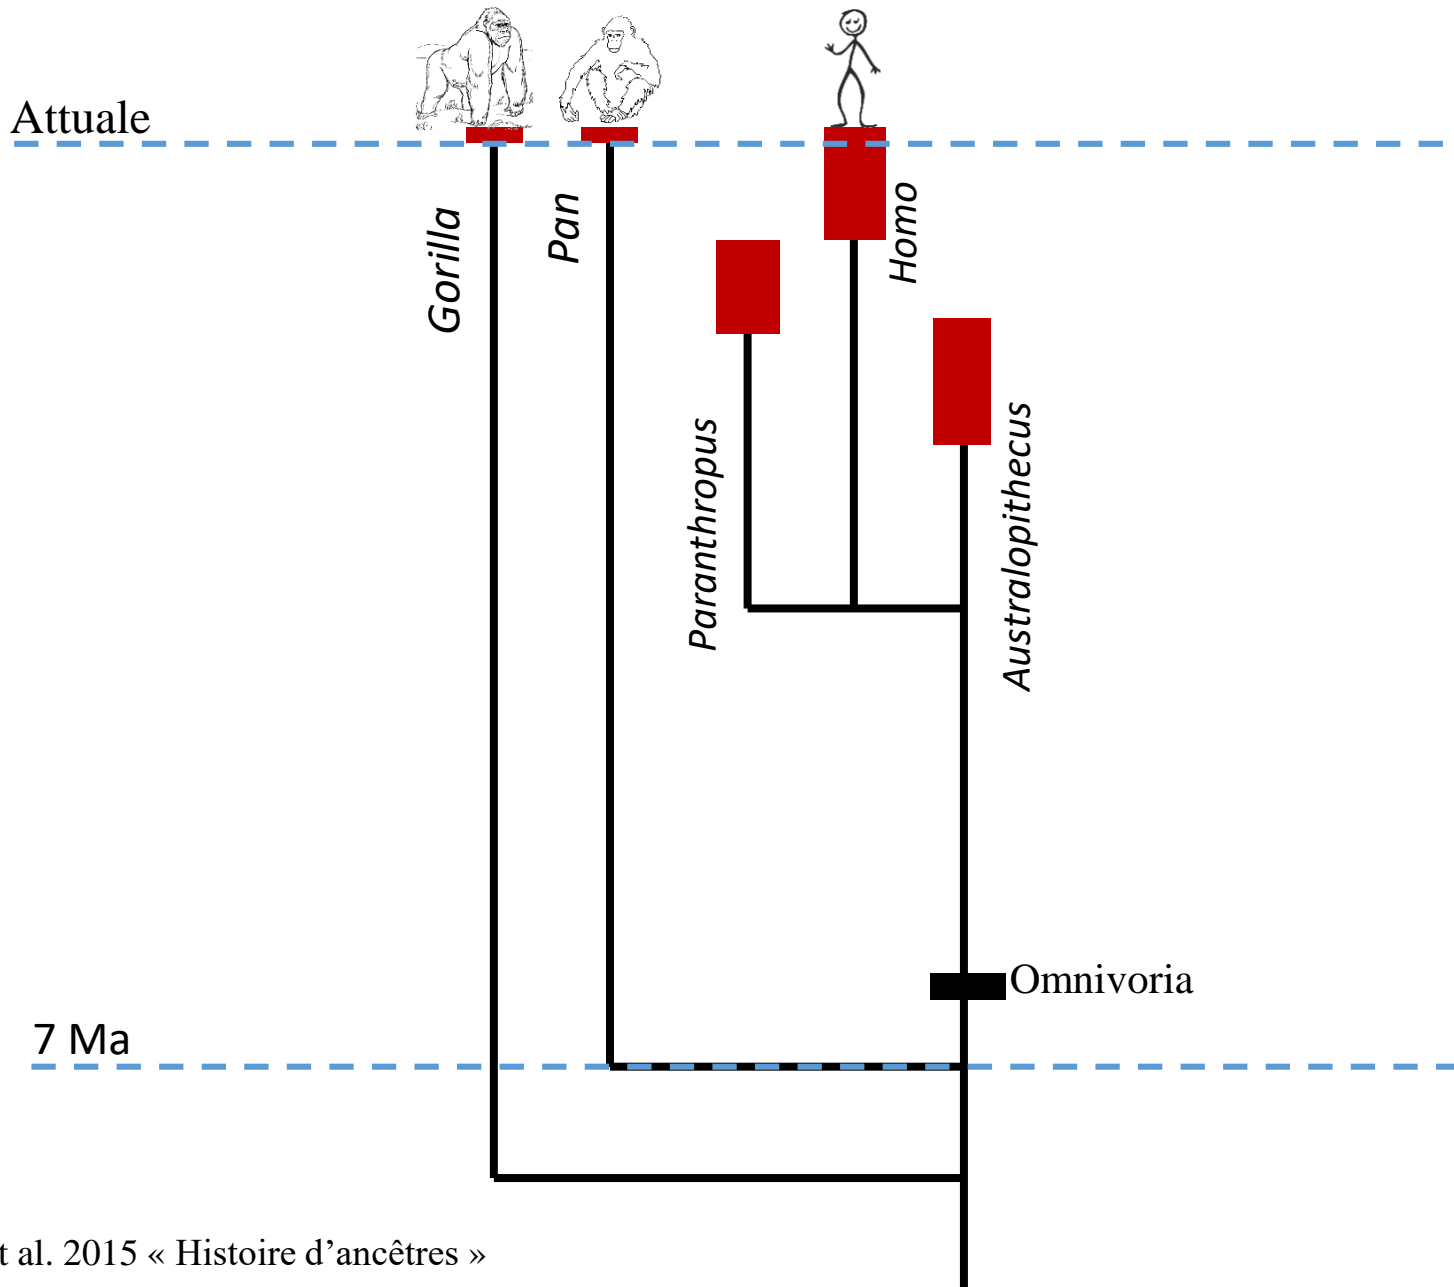 Attuale
Gorilla
Pan
Homo
Paranthropus
Australopithecus
Omnivoria
7 Ma
t al. 2015 « Histoire d’ancêtres »